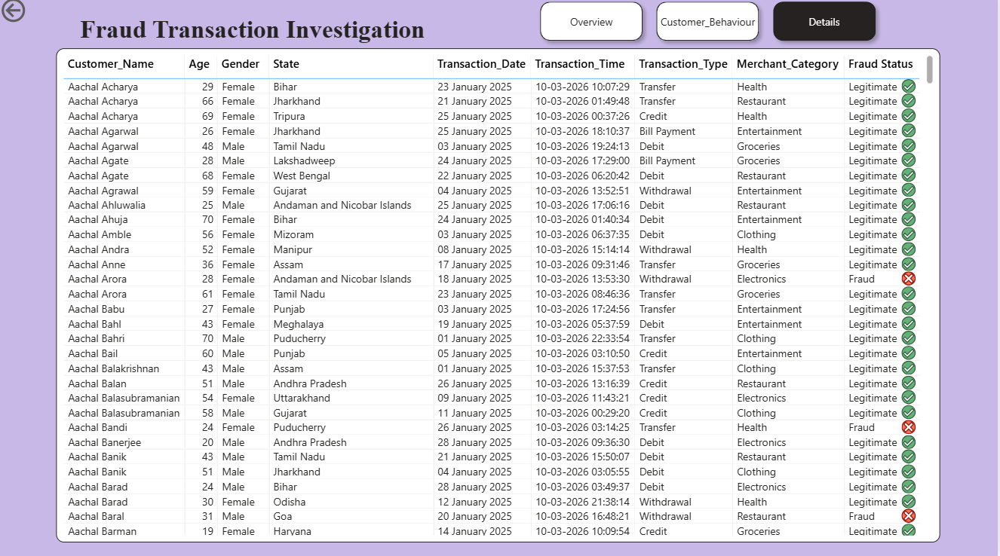 Fraud Transaction Investigation
Overview
Customer_Behaviour
Details
Customer_Name Age Gender State Transaction_Date Transaction_Time Transaction_Type Merchant_Category Fraud Status
Aachal Acharya 29 Female Bihar 23 January 2025 10-03-2026 10:07:29 Transfer Health Legitimate
Aachal Acharya 66 Female Jharkhand 21 January 2025 10-03-2026 01:49:48 Transfer Restaurant Legitimate
Aachal Acharya 69 Female Tripura 25 January 2025 10-03-2026 00:37:26 Credit Health Legitimate
Aachal Agarwal 26 Female Jharkhand 25 January 2025 10-03-2026 18:10:37 Bill Payment Entertainment Legitimate
Aachal Agarwal 48 Male Tamil Nadu 03 January 2025 10-03-2026 19:24:13 Debit Groceries Legitimate
Aachal Agate 28 Male Lakshadweep 24 January 2025 10-03-2026 17:29:00 Bill Payment Groceries Legitimate
Aachal Agate 68 Female West Bengal 22 January 2025 10-03-2026 06:20:42 Debit Restaurant Legitimate
Aachal Agrawal 59 Female Gujarat 04 January 2025 10-03-2026 13:52:51 Withdrawal Entertainment Legitimate
Aachal Ahluwalia 25 Male Andaman and Nicobar Islands 25 January 2025 10-03-2026 17:06:16 Debit Restaurant Legitimate
Aachal Ahuja 70 Female Bihar 24 January 2025 10-03-2026 01:40:34 Debit Entertainment Legitimate
Aachal Amble 56 Female Mizoram 03 January 2025 10-03-2026 06:37:35 Debit Clothing Legitimate
Aachal Andra 52 Female Manipur 08 January 2025 10-03-2026 15:14:14 Withdrawal Health Legitimate
Aachal Anne 36 Female Assam 17 January 2025 10-03-2026 09:31:46 Transfer Groceries Legitimate
Aachal Arora 28 Female Andaman and Nicobar Islands 18 January 2025 10-03-2026 13:53:30 Withdrawal Electronics Fraud
Aachal Arora 61 Female Tamil Nadu 23 January 2025 10-03-2026 08:46:36 Transfer Groceries Legitimate
Aachal Babu 27 Female Punjab 03 January 2025 10-03-2026 17:24:56 Transfer Entertainment Legitimate
Aachal Bahl 43 Female Meghalaya 19 January 2025 10-03-2026 05:37:59 Debit Entertainment Legitimate
Aachal Bahri 70 Male Puducherry 01 January 2025 10-03-2026 22:33:54 Transfer Clothing Legitimate
Aachal Bail 60 Male Punjab 05 January 2025 10-03-2026 03:10:50 Credit Entertainment Legitimate
Aachal Balakrishnan 43 Male Assam 01 January 2025 10-03-2026 15:37:53 Transfer Clothing Legitimate
Aachal Balan 51 Male Andhra Pradesh 26 January 2025 10-03-2026 13:16:39 Credit Restaurant Legitimate
Aachal Balasubramanian 54 Female Uttarakhand 09 January 2025 10-03-2026 11:43:21 Credit Electronics Legitimate
Aachal Balasubramanian 58 Male Gujarat 11 January 2025 10-03-2026 00:29:20 Credit Clothing Legitimate
Aachal Bandi 24 Female Puducherry 26 January 2025 10-03-2026 03:14:25 Transfer Health Fraud
Aachal Banerjee 20 Male Andhra Pradesh 28 January 2025 10-03-2026 09:36:30 Debit Electronics Legitimate
Aachal Banik 43 Male Tamil Nadu 21 January 2025 10-03-2026 15:50:07 Debit Restaurant Legitimate
Aachal Banik 51 Male Jharkhand 04 January 2025 10-03-2026 03:05:55 Debit Clothing Legitimate
Aachal Barad 24 Male Bihar 28 January 2025 10-03-2026 03:49:37 Debit Electronics Legitimate
Aachal Barad 30 Female Odisha 12 January 2025 10-03-2026 21:38:14 Withdrawal Health Legitimate
Aachal Baral 31 Male Goa 20 January 2025 10-03-2026 16:48:21 Withdrawal Restaurant Fraud
Aachal Barman 19 Female Haryana 14 January 2025 10-03-2026 10:09:54 Credit Groceries Legitimate